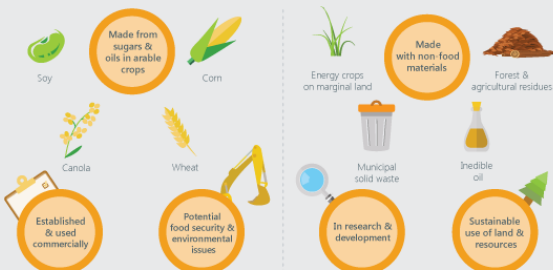 Made from
sugars &
oils in arable
crops
Soy
Corn
Canola
Wheat
Established
& used
commercially
Potential
food security &
environmental
issues
Made
with non-food
materials
Energy crops
on marginal land
Forest &
agricultural residues
Municipal
solid waste
Inedible
oil
In research &
development
Sustainable
use of land &
resources